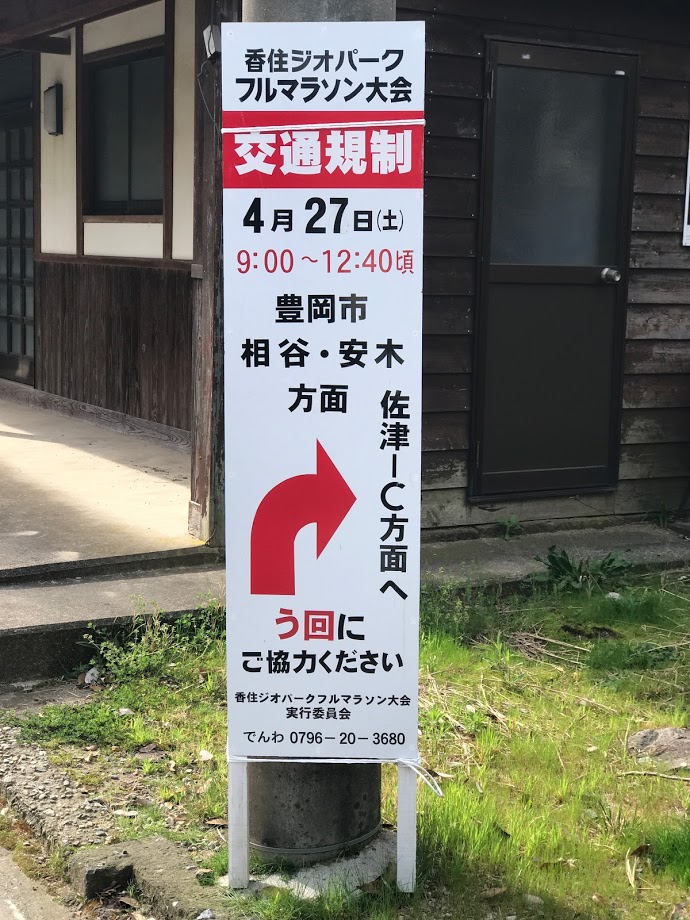 香住ジオパーク
フルマラソン大会
交通規制
4月27日(土)
9:00～12:40頃
豊岡市
相谷・安木
方面
佐津IC方面へ
う回に
ご協力ください
香住ジオパークフルマラソン大会
実行委員会
でんわ 0796－20－3680